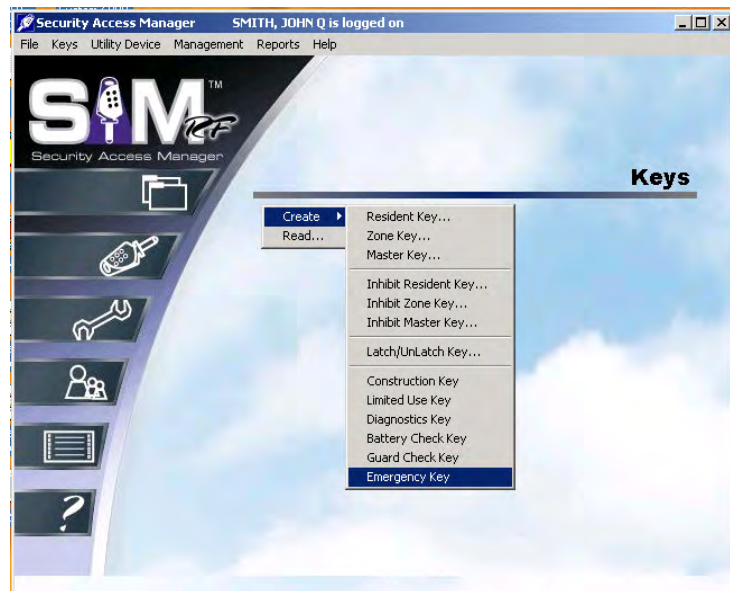 Security Access Manager SMITH, JOHN Q is logged on
File Keys Utility Device Management Reports Help
SAM TM
RF
Security Access Manager
Keys
Create
Read...
Resident Key...
Zone Key...
Master Key...
Inhibit Resident Key...
Inhibit Zone Key...
Inhibit Master Key...
Latch/UnLatch Key...
Construction Key
Limited Use Key
Diagnostics Key
Battery Check Key
Guard Check Key
Emergency Key
?